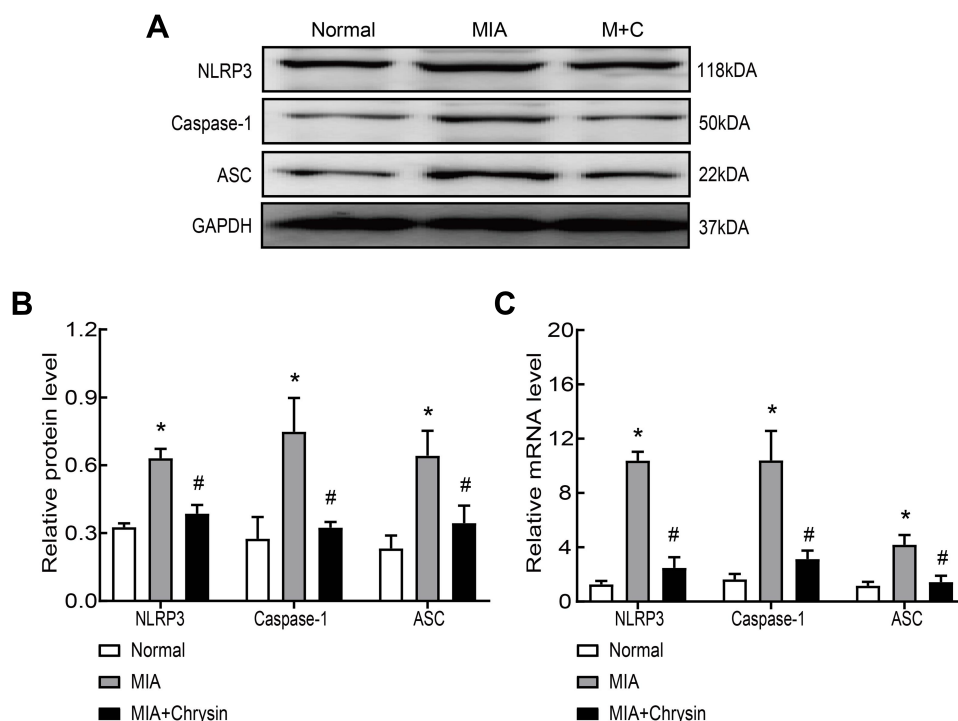 A
Normal MIA M+C
NLRP3 118kDA
Caspase-1 50kDA
ASC 22kDA
GAPDH 37kDA
B
Relative protein level
1.2
0.9
0.6
0.3
0.0
* # * # * #
NLRP3 Caspase-1 ASC
Normal
MIA
MIA+Chrysin
C
Relative mRNA level
20
16
12
8
4
0
* # * # * #
NLRP3 Caspase-1 ASC
Normal
MIA
MIA+Chrysin